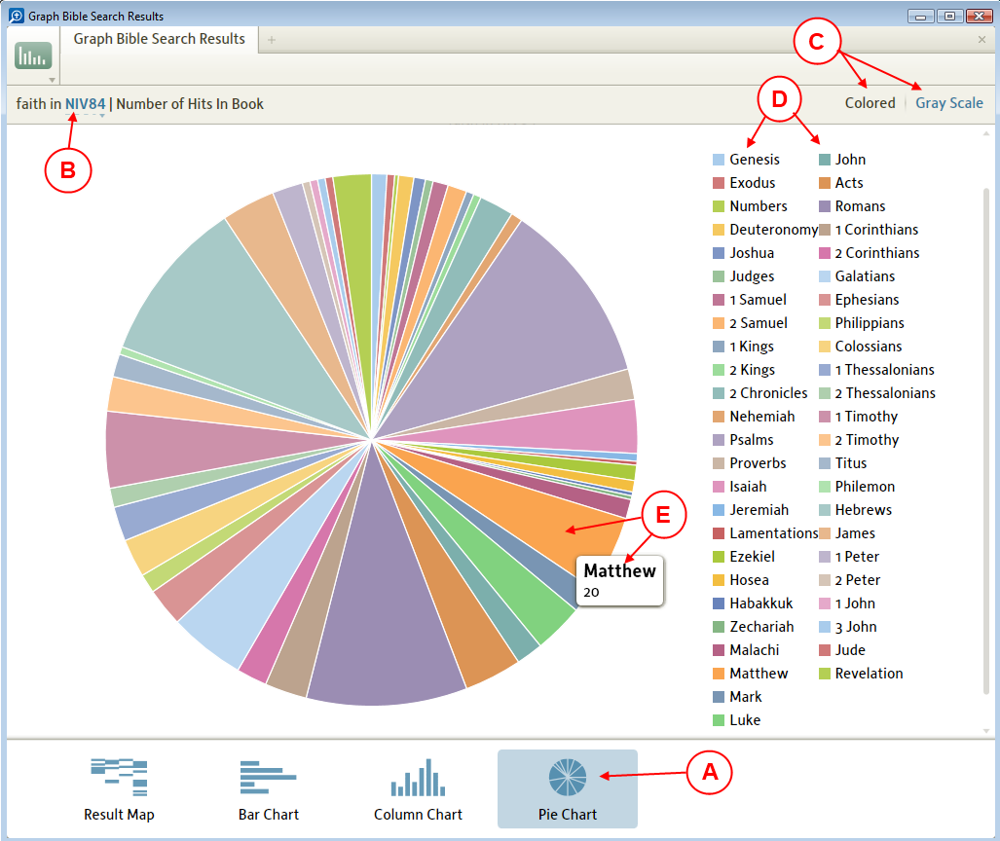 Graph Bible Search Results
Graph Bible Search Results
C
D
faith in NIV84 | Number of Hits In Book
Colored
Gray Scale
B
Genesis
Exodus
Numbers
Deuteronomy
Joshua
Judges
1 Samuel
2 Samuel
1 Kings
2 Kings
2 Chronicles
Nehemiah
Psalms
Proverbs
Isaiah
Jeremiah
Lamentations
Ezekiel
Hosea
Habakkuk
Zechariah
Malachi
Matthew
Mark
Luke
John
Acts
Romans
1 Corinthians
2 Corinthians
Galatians
Ephesians
Philippians
Colossians
1 Thessalonians
2 Thessalonians
1 Timothy
2 Timothy
Titus
Philemon
Hebrews
James
1 Peter
2 Peter
1 John
3 John
Jude
Revelation
E
Matthew
20
A
Result Map
Bar Chart
Column Chart
Pie Chart